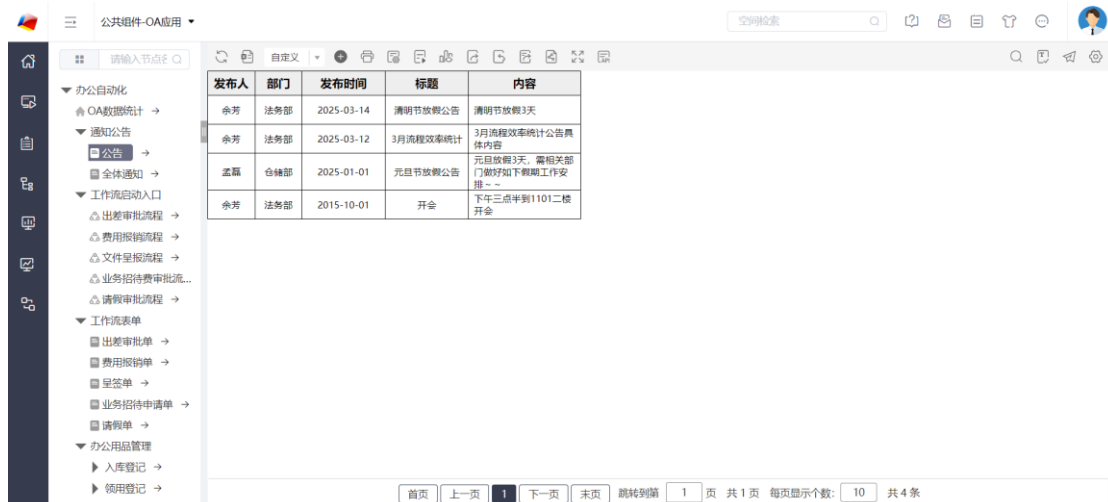 公共组件-OA应用
空间检索
请输入节点名
自定义
办公自动化
OA数据统计 →
通知公告
公告 →
全体通知 →
工作流启动入口
出差审批流程 →
费用报销流程 →
文件呈报流程 →
业务招待费审批流...
请假审批流程 →
工作流表单
出差审批单 →
费用报销单 →
呈签单 →
业务招待申请单 →
请假单 →
办公用品管理
入库登记 →
领用登记 →
发布人 部门 发布时间 标题 内容
余芳 法务部 2025-03-14 清明节放假公告 清明节放假3天
余芳 法务部 2025-03-12 3月流程效率统计 3月流程效率统计公告具
体内容
孟磊 仓储部 2025-01-01 元旦节放假公告 元旦放假3天，需相关部
门做好如下假期工作安
排~~
余芳 法务部 2015-10-01 开会 下午三点半到1101二楼
开会
首页 上一页 1 下一页 末页 跳转到第 1 页 共1页 每页显示个数: 10 共4条